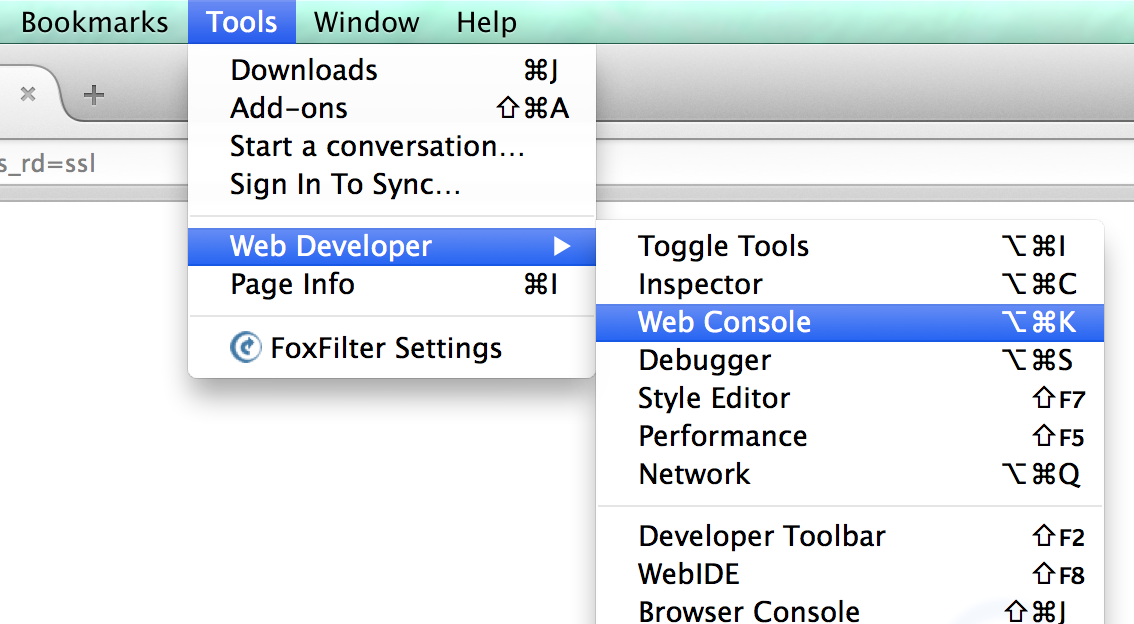 Bookmarks Tools Window Help
Downloads ⌘J
Add-ons ⇧⌘A
s_rd=ssl
Start a conversation...
Sign In To Sync...
Web Developer ▶
Page Info ⌘I
FoxFilter Settings
Toggle Tools ⌥⌘I
Inspector ⌥⌘C
Web Console ⌥⌘K
Debugger ⌥⌘S
Style Editor ⇧F7
Performance ⇧F5
Network ⌥⌘Q
Developer Toolbar ⇧F2
WebIDE ⇧F8
Browser Console ⇧⌘J